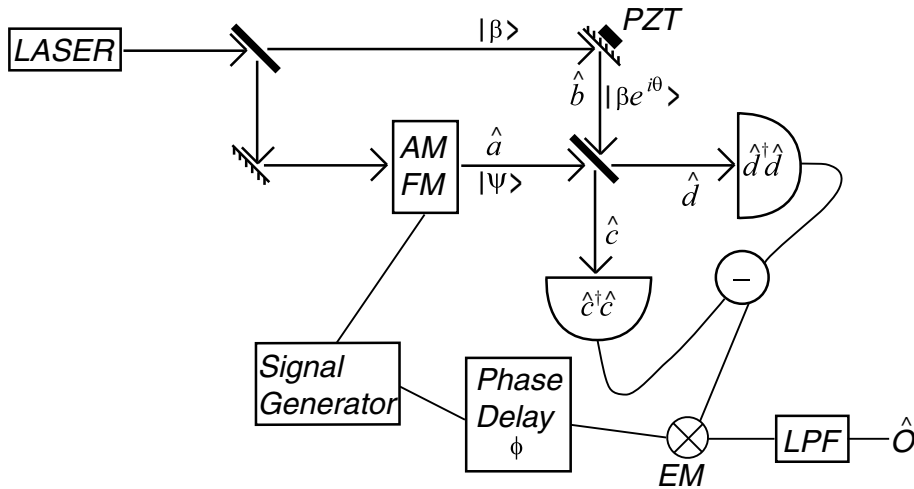 |β>
PZT
LASER
b̂
|βe^{iθ}>
AM
FM
â
|Ψ>
d̂†d̂
d̂
ĉ
ĉ†ĉ
−
Signal
Generator
Phase
Delay
ϕ
EM
LPF
Ô